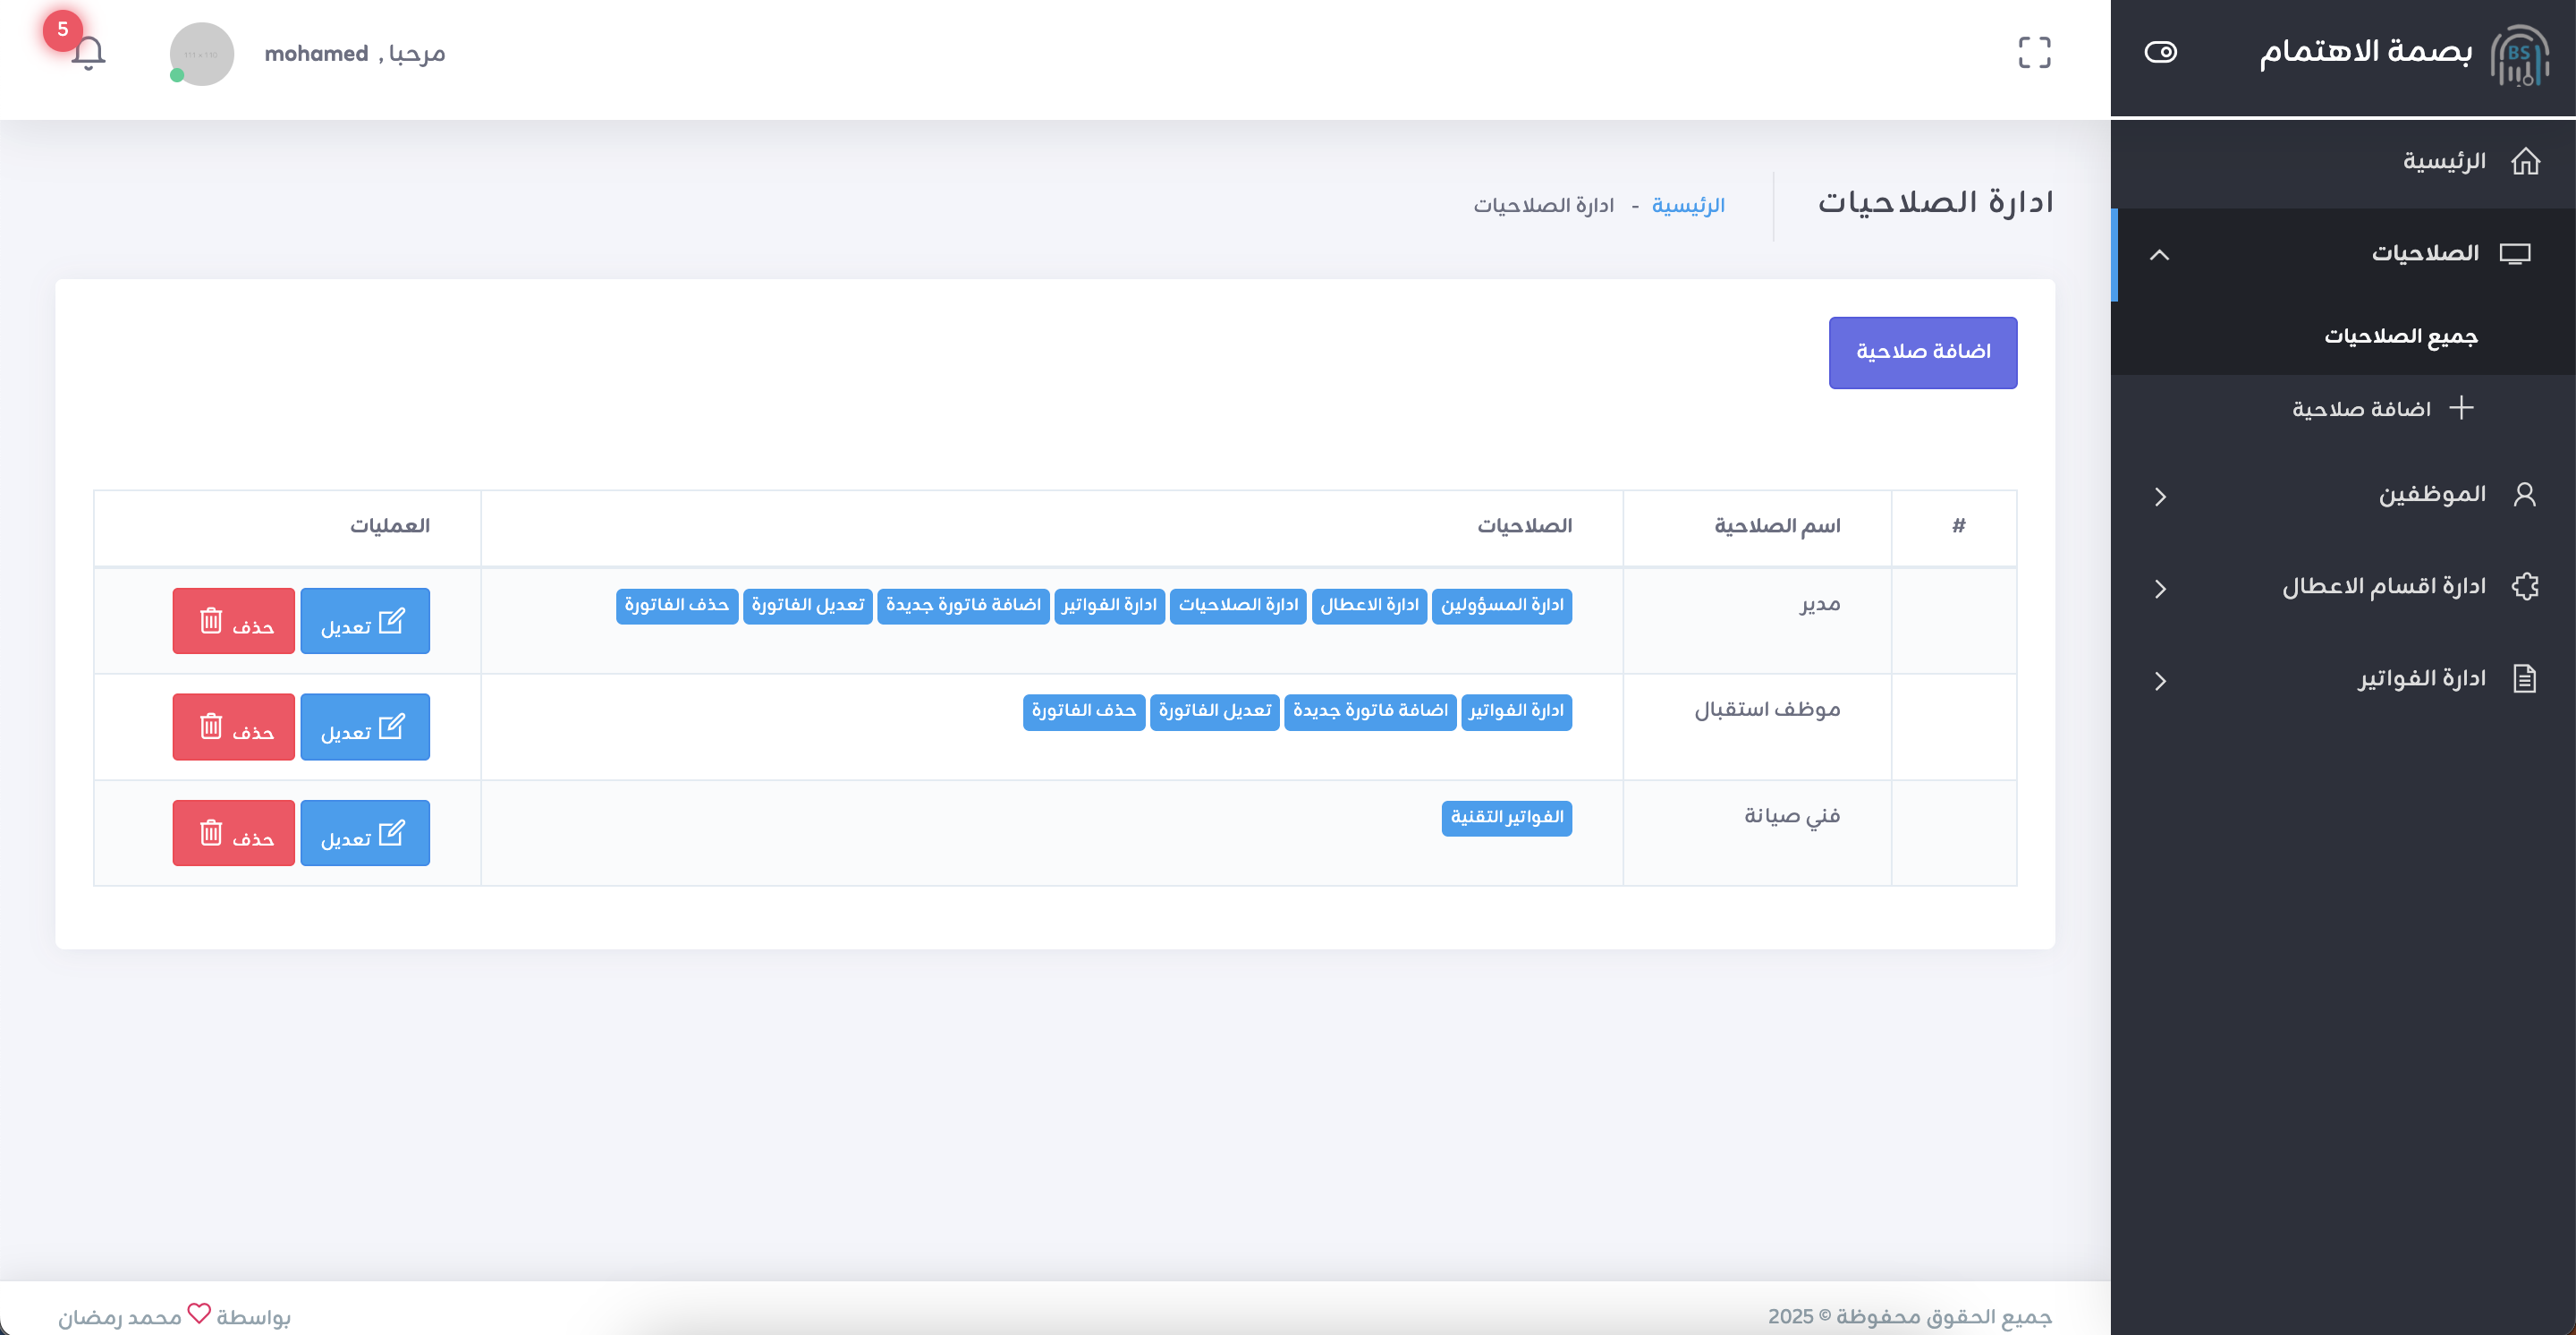 BS بصمة الاهتمام
مرحبا , mohamed
5
الرئيسية
الصلاحيات
جميع الصلاحيات
اضافة صلاحية
الموظفين
ادارة اقسام الاعطال
ادارة الفواتير
ادارة الصلاحيات
الرئيسية - ادارة الصلاحيات
اضافة صلاحية
# اسم الصلاحية الصلاحيات العمليات
مدير ادارة المسؤولين ادارة الاعطال ادارة الصلاحيات ادارة الفواتير اضافة فاتورة جديدة تعديل الفاتورة حذف الفاتورة تعديل حذف
موظف استقبال ادارة الفواتير اضافة فاتورة جديدة تعديل الفاتورة حذف الفاتورة تعديل حذف
فني صيانة الفواتير التقنية تعديل حذف
جميع الحقوق محفوظة © 2025
بواسطة محمد رمضان